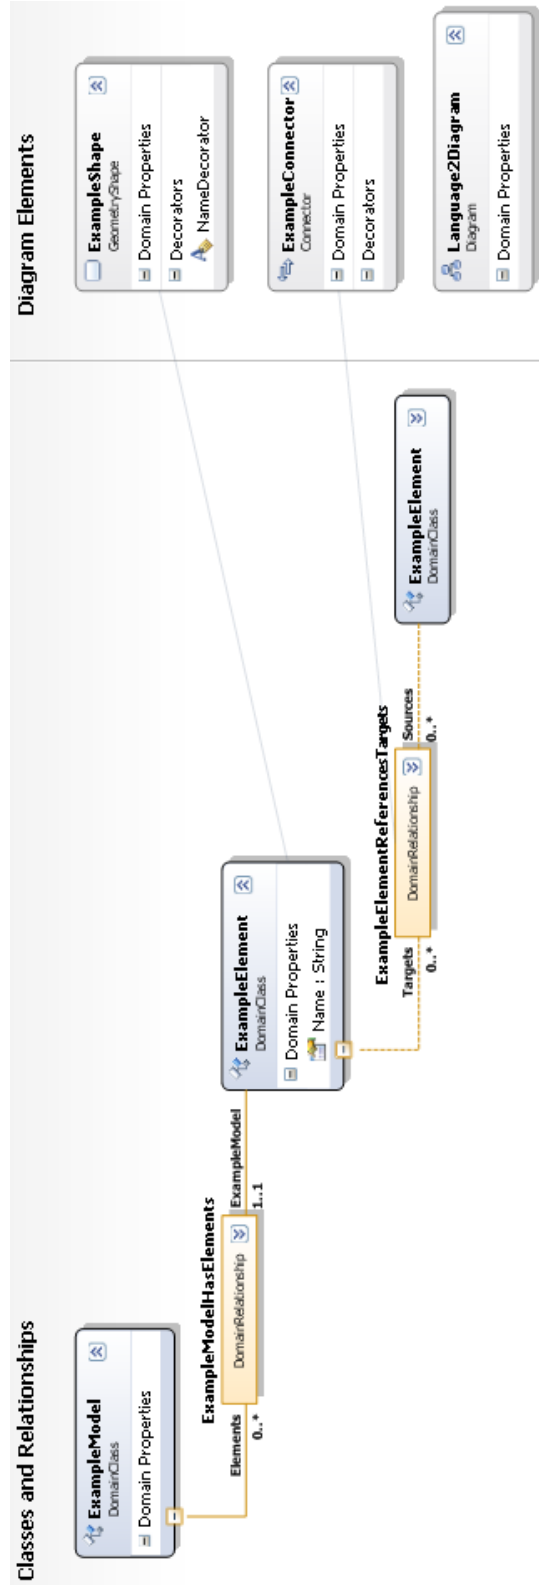 Classes and Relationships
Diagram Elements
ExampleModel
DomainClass
Domain Properties
ExampleModelHasElements
Elements
0..*
DomainRelationship
ExampleModel
1..1
ExampleElement
DomainClass
Domain Properties
Name : String
ExampleElementReferencesTargets
Targets
0..*
DomainRelationship
Sources
0..*
ExampleElement
DomainClass
ExampleShape
GeometryShape
Domain Properties
Decorators
NameDecorator
ExampleConnector
Connector
Domain Properties
Decorators
Language2Diagram
Diagram
Domain Properties